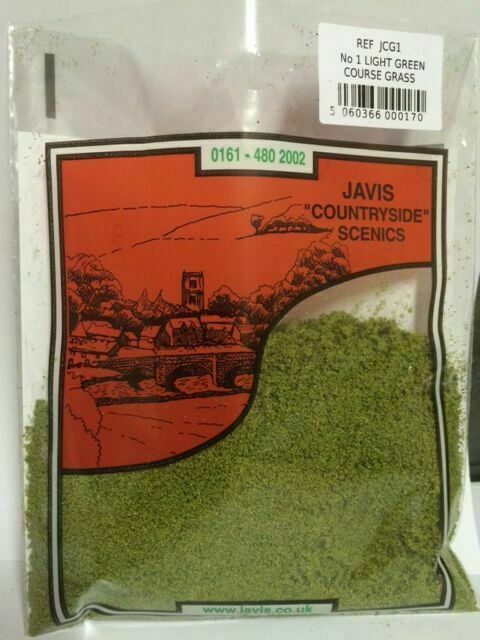 REF JCG1
No 1 LIGHT GREEN
COURSE GRASS
5 060366 000170
0161 - 480 2002
JAVIS
"COUNTRYSIDE"
SCENICS
www.javis.co.uk